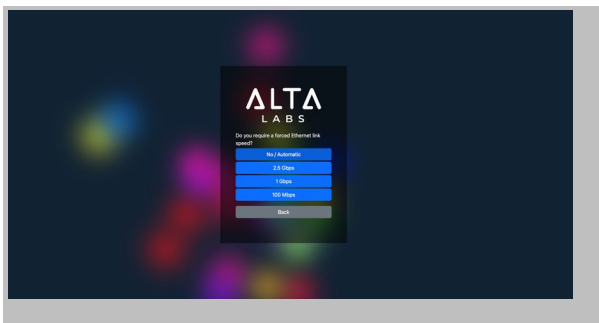 ALTA
LABS
Do you require a forced Ethernet link
speed?
No / Automatic
2.5 Gbps
1 Gbps
100 Mbps
Back